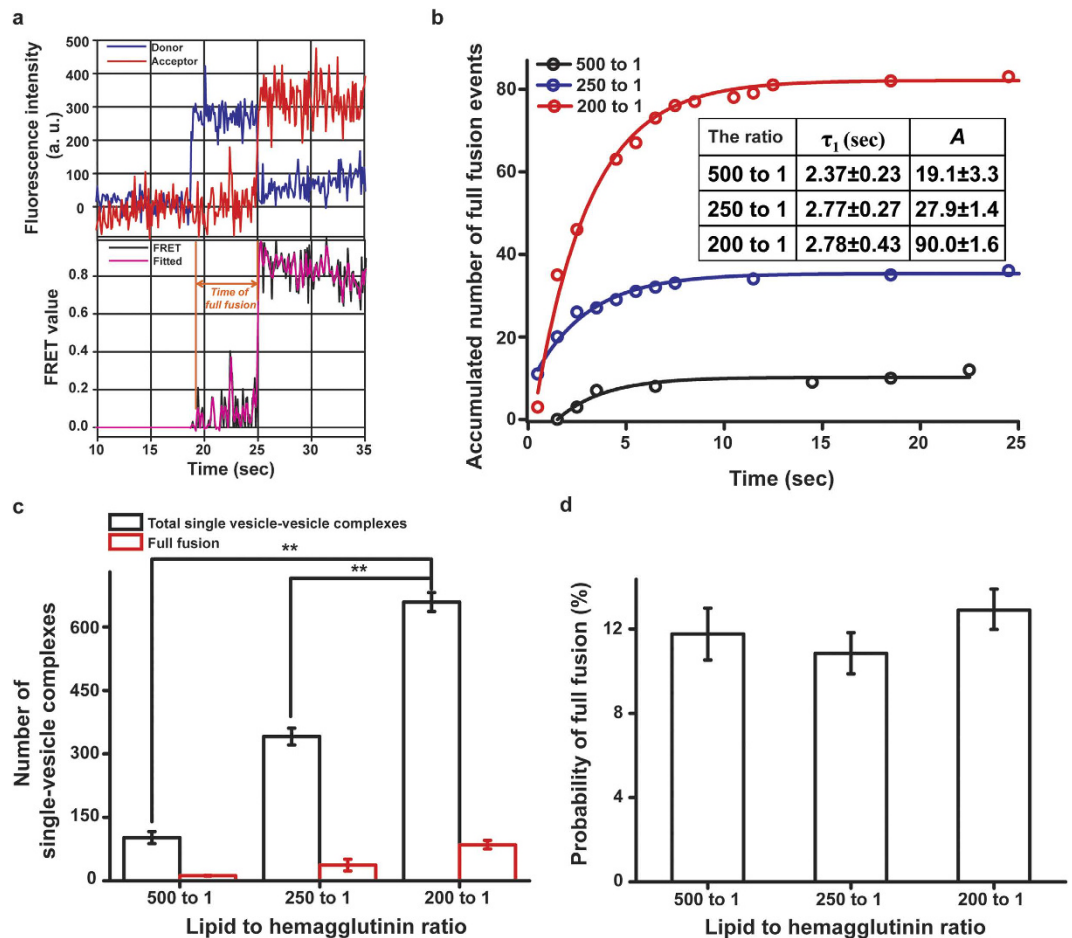 a
Fluorescence intensity
(a. u.)
500
400
300
200
100
0
Donor
Acceptor
FRET value
0.8
0.6
0.4
0.2
0.0
FRET
Fitted
Time of
full fusion
10 15 20 25 30 35
Time (sec)
b
Accumulated number of full fusion events
80
60
40
20
0
500 to 1
250 to 1
200 to 1
The ratio τ₁ (sec) A
500 to 1 2.37±0.23 19.1±3.3
250 to 1 2.77±0.27 27.9±1.4
200 to 1 2.78±0.43 90.0±1.6
0 5 10 15 20 25
Time (sec)
c
Total single vesicle-vesicle complexes
Full fusion
**
**
Number of
single-vesicle complexes
600
450
300
150
0
500 to 1 250 to 1 200 to 1
Lipid to hemagglutinin ratio
d
Probability of full fusion (%)
12
8
4
0
500 to 1 250 to 1 200 to 1
Lipid to hemagglutinin ratio